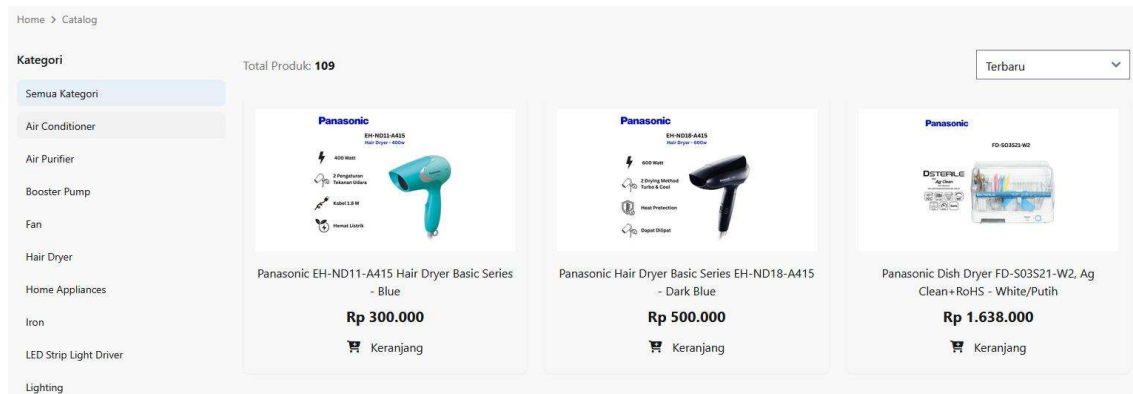 Home > Catalog
Kategori
Semua Kategori
Air Conditioner
Air Purifier
Booster Pump
Fan
Hair Dryer
Home Appliances
Iron
LED Strip Light Driver
Lighting
Total Produk: 109
Terbaru
Panasonic
EH-ND11-A415
Hair Dryer - 400w
400 Watt
2 Pengaturan
Tekanan Udara
Kabel 1.8 M
Hemat Listrik
Panasonic EH-ND11-A415 Hair Dryer Basic Series
- Blue
Rp 300.000
Keranjang
Panasonic
EH-ND18-A415
Hair Dryer - 600w
600 Watt
2 Drying Method
Turbo & Cool
Heat Protection
Dapat Dilipat
Panasonic Hair Dryer Basic Series EH-ND18-A415
- Dark Blue
Rp 500.000
Keranjang
Panasonic
FD-S03S21-W2
DSTERILE
Ag Clean
Panasonic Dish Dryer FD-S03S21-W2, Ag
Clean+RoHS - White/Putih
Rp 1.638.000
Keranjang